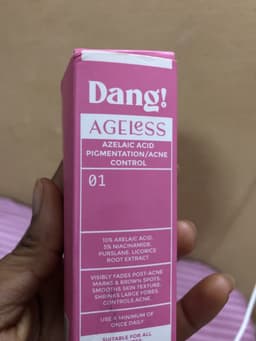 Dang!
AGELESS
AZELAIC ACID
PIGMENTATION/ACNE
CONTROL
01
10% AXELAIC ACID,
5% NIACINAMIDE,
PURSLANE, LICORICE
ROOT EXTRACT
VISIBLY FADES POST-ACNE
MARKS & BROWN SPOTS,
SMOOTHS SKIN TEXTURE,
SHRINKS LARGE PORES,
CONTROLS ACNE.
USE A MINIMUM OF
ONCE DAILY
SUITABLE FOR ALL